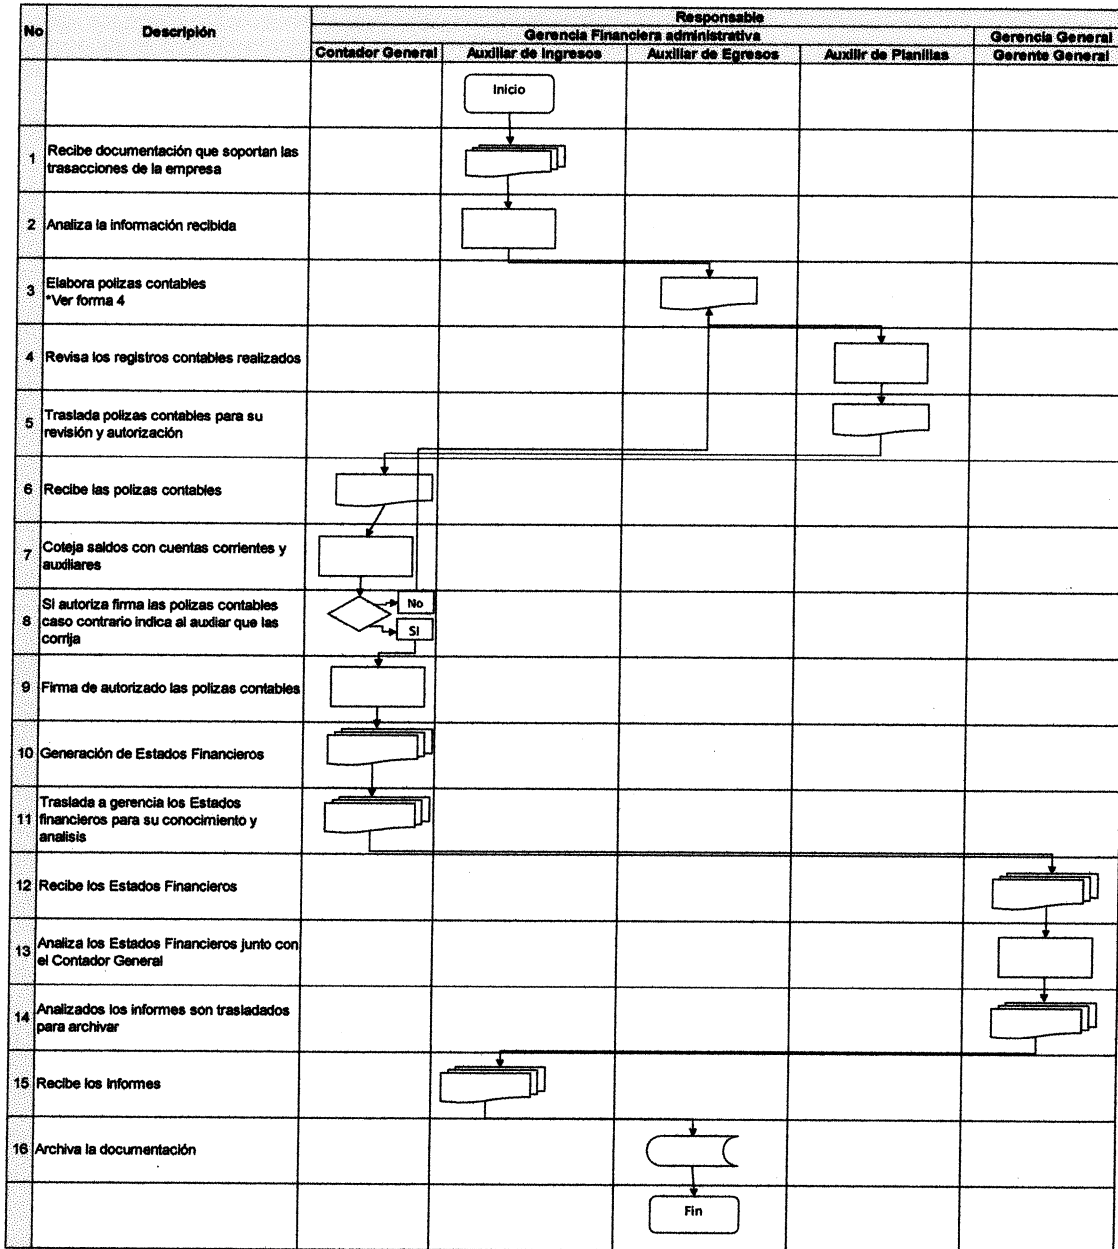 Responsable
No
Descripión
Gerencia Financiera administrativa
Gerencia General
Contador General
Auxiliar de Ingresos
Auxiliar de Egresos
Auxilir de Planillas
Gerente General
Inicio
1
Recibe documentación que soportan las
trasacciones de la empresa
2
Analiza la información recibida
3
Elabora polizas contables
*Ver forma 4
4
Revisa los registros contables realizados
5
Traslada polizas contables para su
revisión y autorización
6
Recibe las polizas contables
7
Coteja saldos con cuentas corrientes y
auxiliares
8
Si autoriza firma las polizas contables
caso contrario indica al auxliar que las
corrija
No
SI
9
Firma de autorizado las polizas contables
10
Generación de Estados Financieros
11
Traslada a gerencia los Estados
financieros para su conocimiento y
analisis
12
Recibe los Estados Financieros
13
Analiza los Estados Financieros junto con
el Contador General
14
Analizados los informes son trasladados
para archivar
15
Recibe los informes
16
Archiva la documentación
Fin